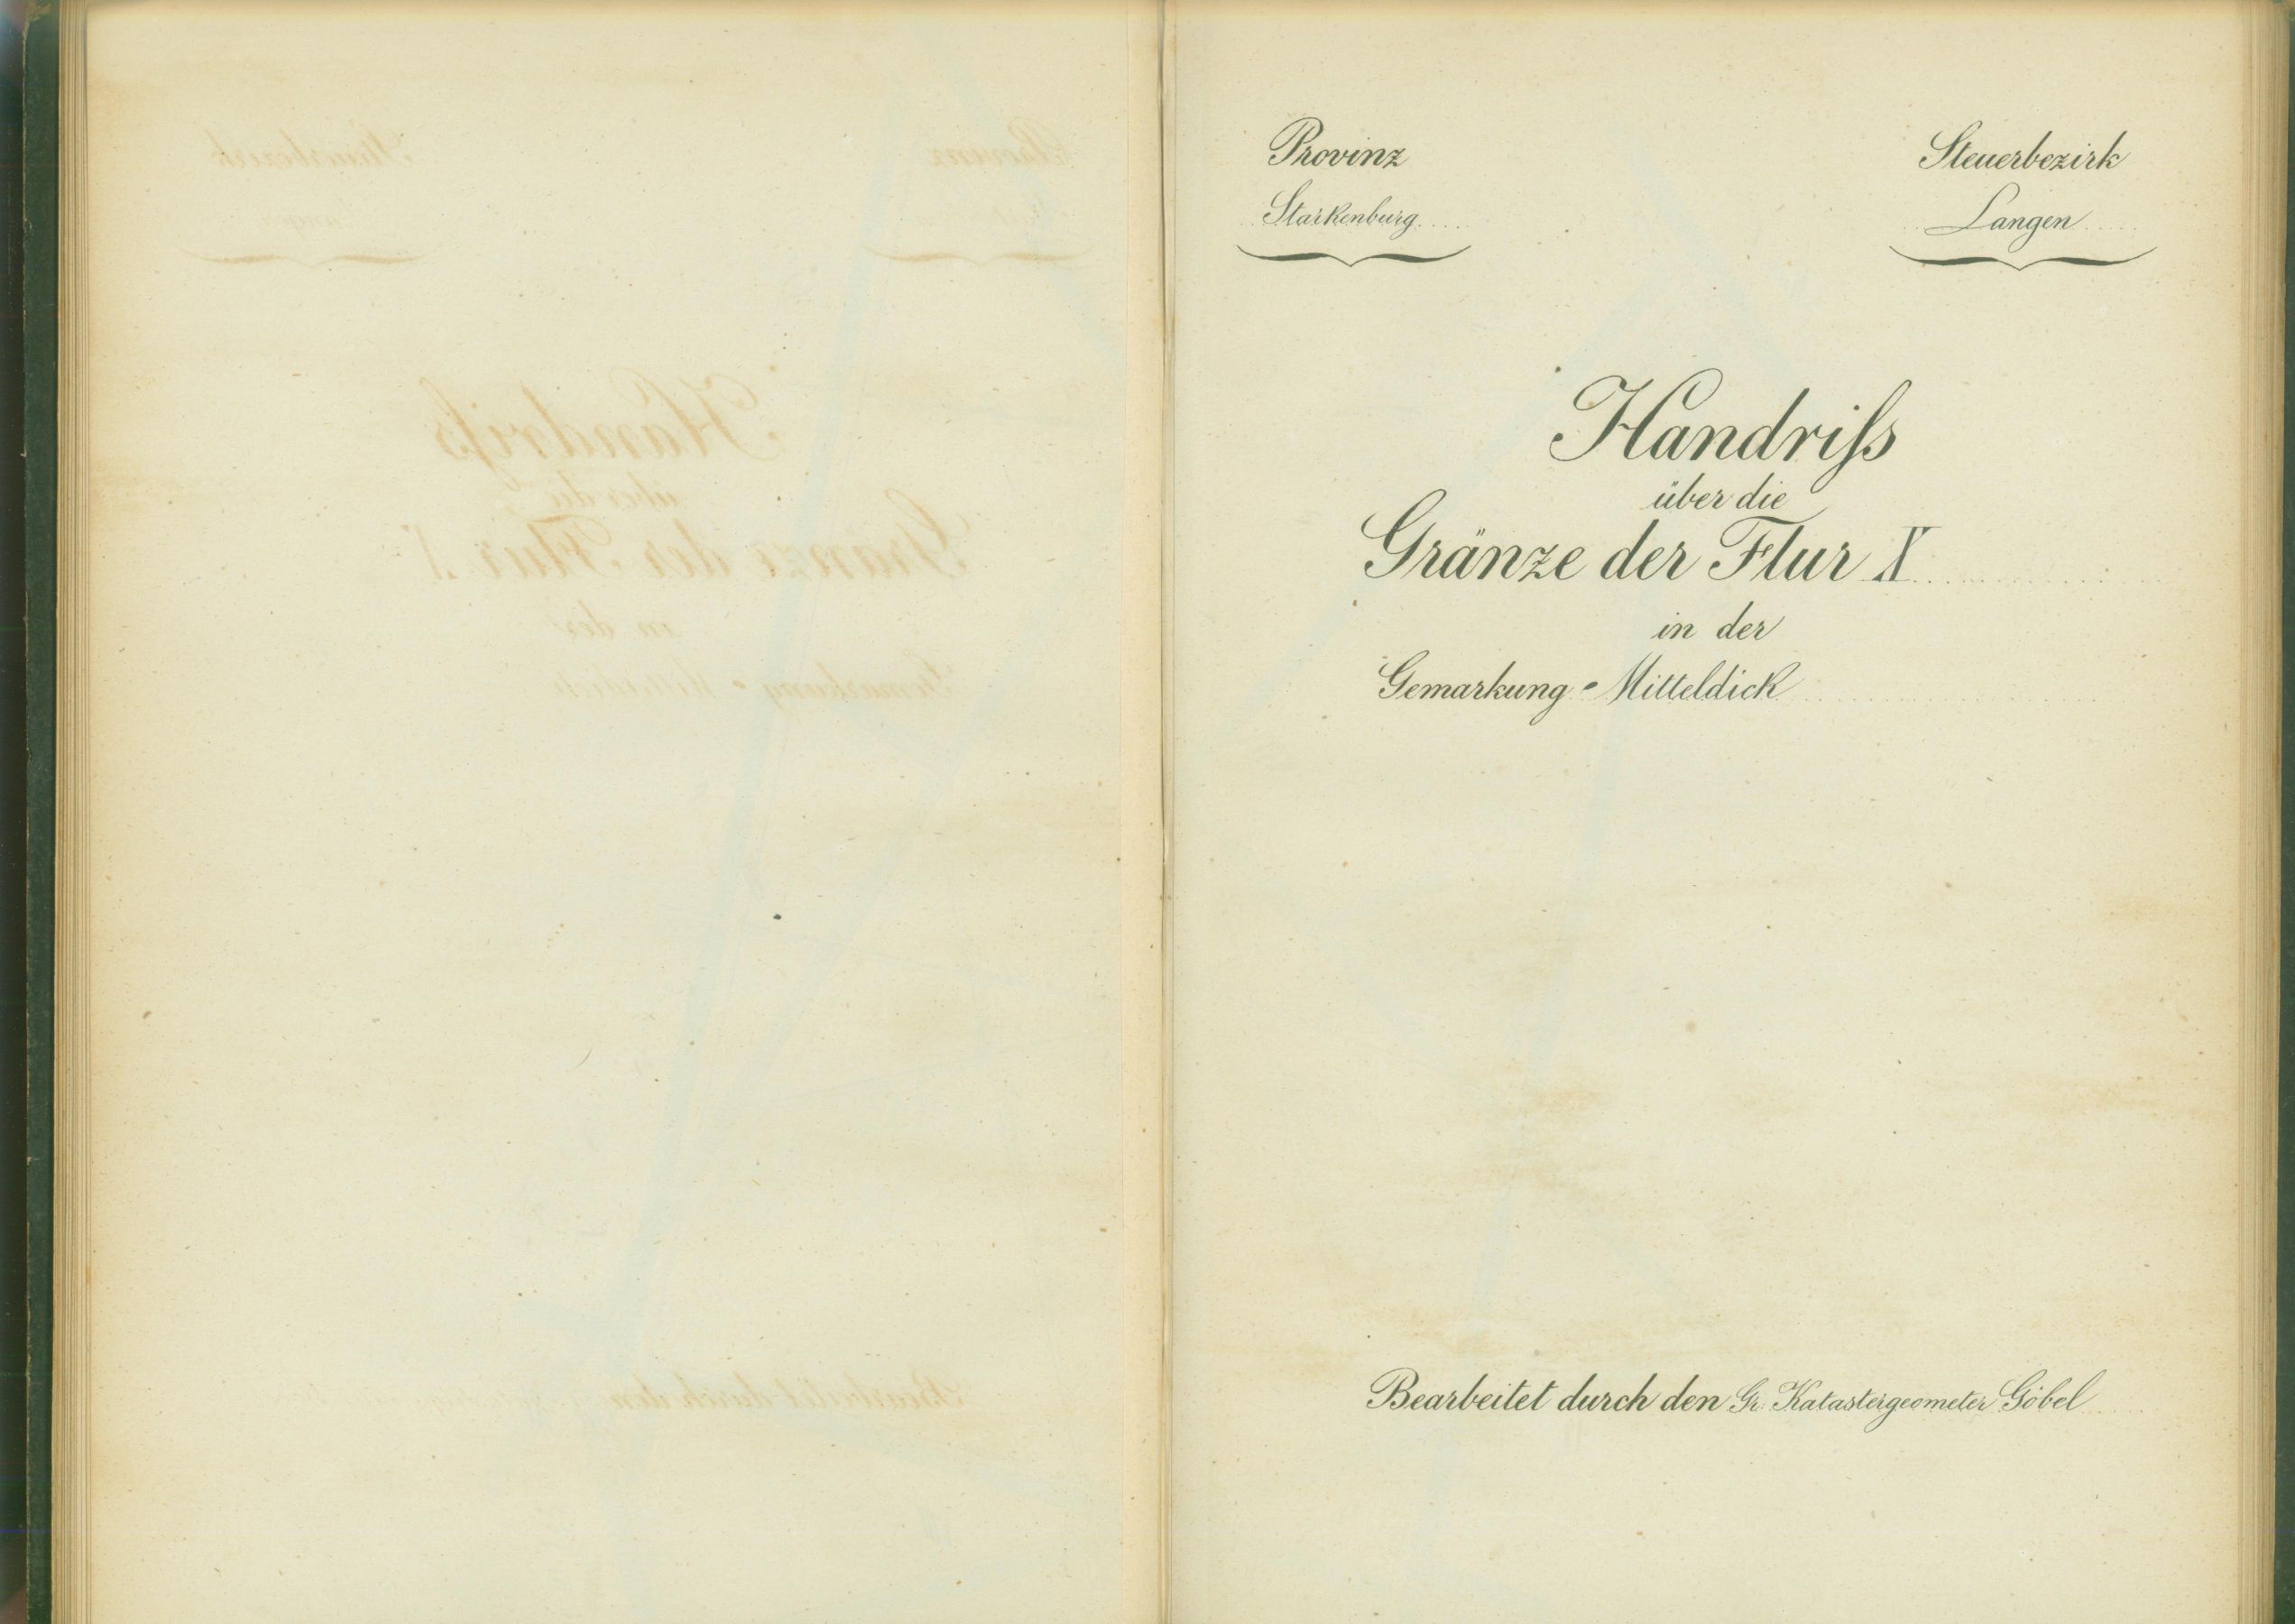 Provinz
Starkenburg
Steuerbezirk
Langen
Handriſs
über die
Gränze der Flur X
in der
Gemarkung Mitteldick
Bearbeitet durch den Gr. Katastergeometer Göbel